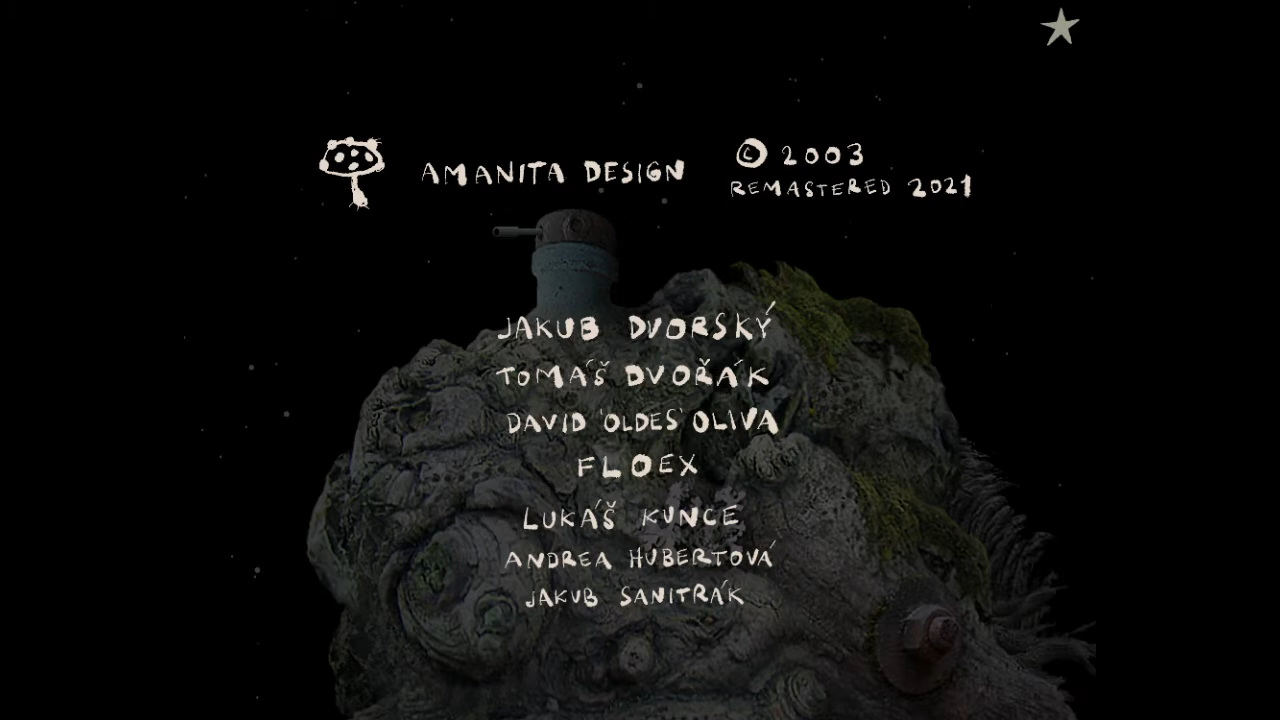 AMANITA DESIGN
© 2003
REMASTERED 2021
JAKUB DVORSKÝ
TOMÁŠ DVOŘÁK
DAVID 'OLDES' OLIVA
FLOEX
LUKÁŠ KUNCE
ANDREA HUBERTOVÁ
JAKUB SANITRÁK